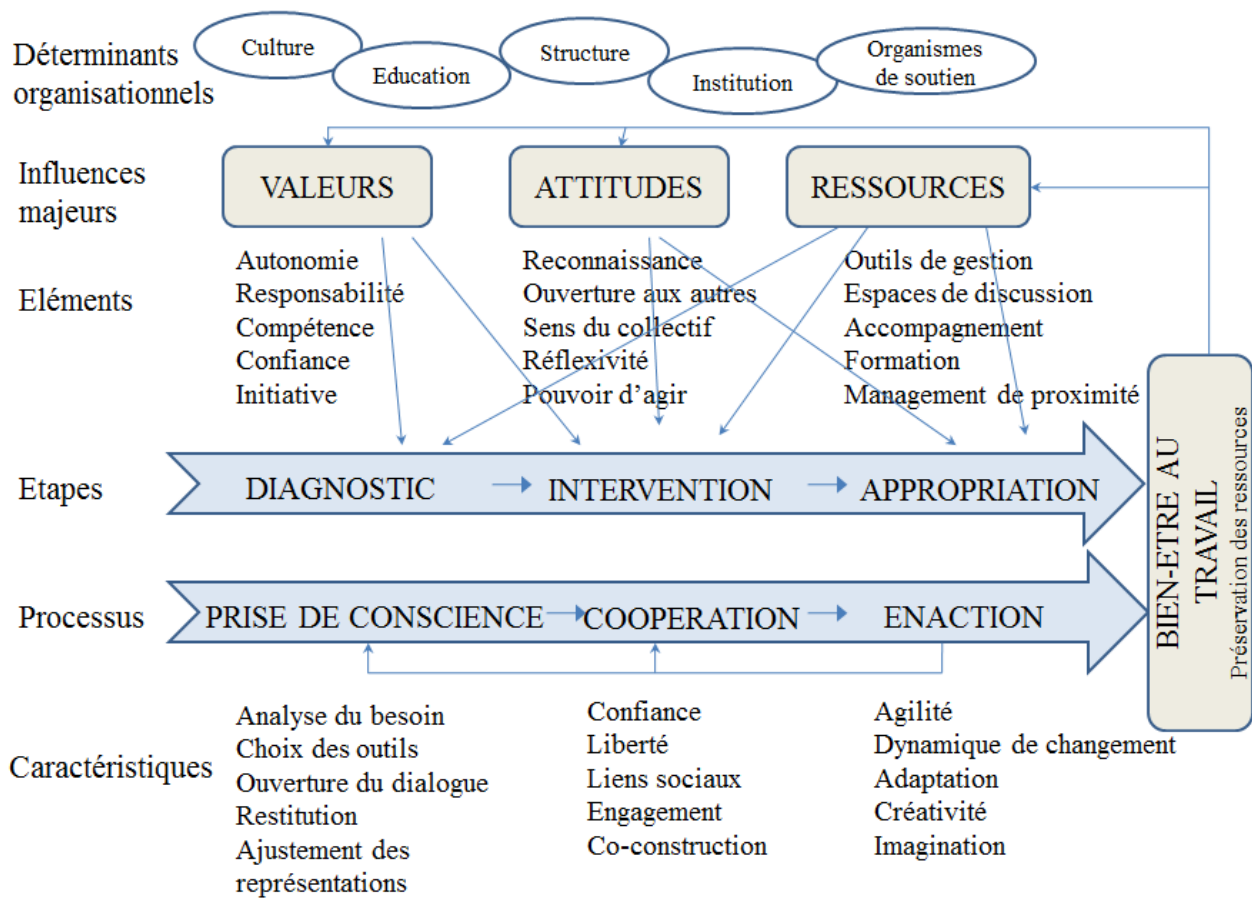 Déterminants
organisationnels
Culture
Education
Structure
Institution
Organismes
de soutien
Influences
majeurs
VALEURS
ATTITUDES
RESSOURCES
Eléments
Autonomie
Responsabilité
Compétence
Confiance
Initiative
Reconnaissance
Ouverture aux autres
Sens du collectif
Réflexivité
Pouvoir d’agir
Outils de gestion
Espaces de discussion
Accompagnement
Formation
Management de proximité
Etapes
DIAGNOSTIC
INTERVENTION
APPROPRIATION
Processus
PRISE DE CONSCIENCE
COOPERATION
ENACTION
BIEN-ETRE AU
TRAVAIL
Préservation des ressources
Caractéristiques
Analyse du besoin
Choix des outils
Ouverture du dialogue
Restitution
Ajustement des
représentations
Confiance
Liberté
Liens sociaux
Engagement
Co-construction
Agilité
Dynamique de changement
Adaptation
Créativité
Imagination